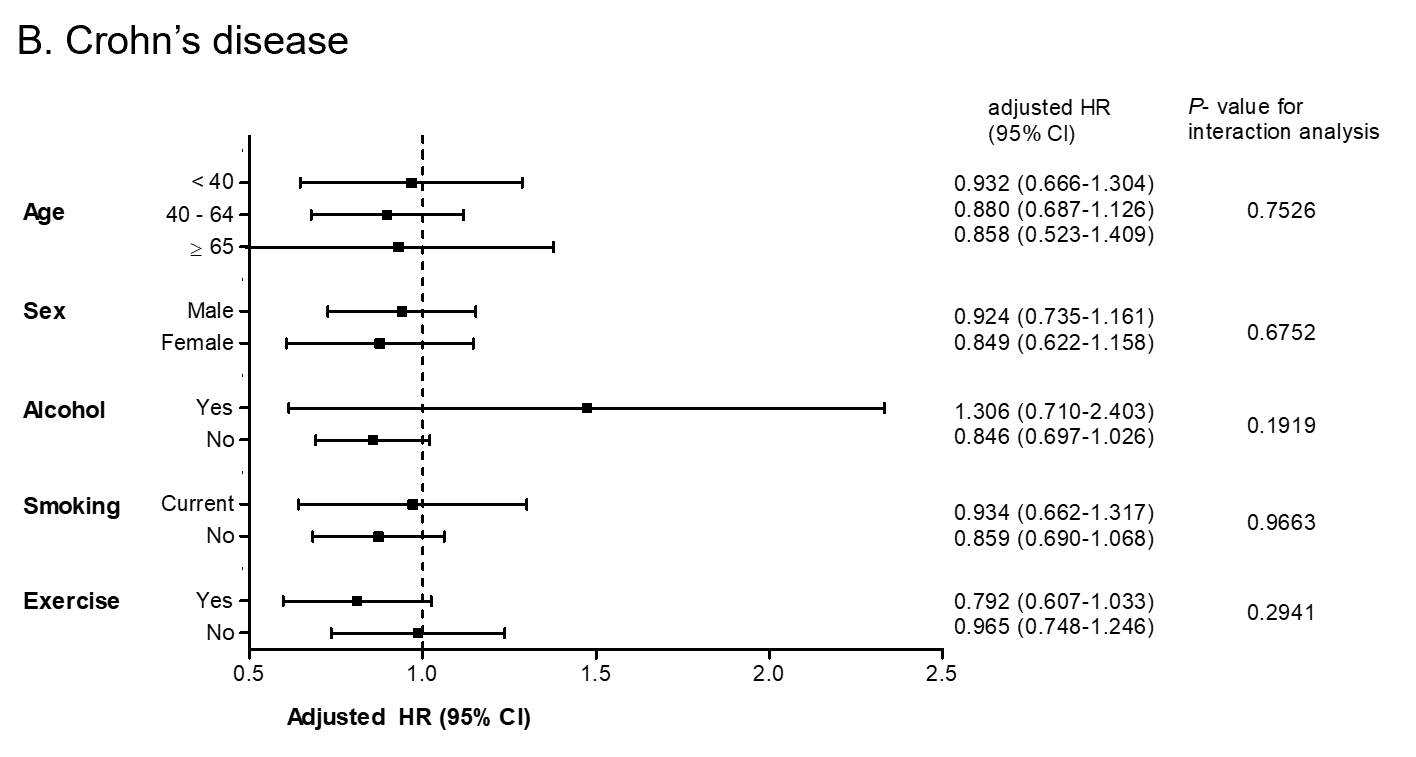 B. Crohn’s disease
adjusted HR
(95% CI)
P- value for
interaction analysis
Age
< 40
40 - 64
≥ 65
0.932 (0.666-1.304)
0.880 (0.687-1.126)
0.858 (0.523-1.409)
0.7526
Sex
Male
Female
0.924 (0.735-1.161)
0.849 (0.622-1.158)
0.6752
Alcohol
Yes
No
1.306 (0.710-2.403)
0.846 (0.697-1.026)
0.1919
Smoking
Current
No
0.934 (0.662-1.317)
0.859 (0.690-1.068)
0.9663
Exercise
Yes
No
0.792 (0.607-1.033)
0.965 (0.748-1.246)
0.2941
0.5 1.0 1.5 2.0 2.5
Adjusted HR (95% CI)